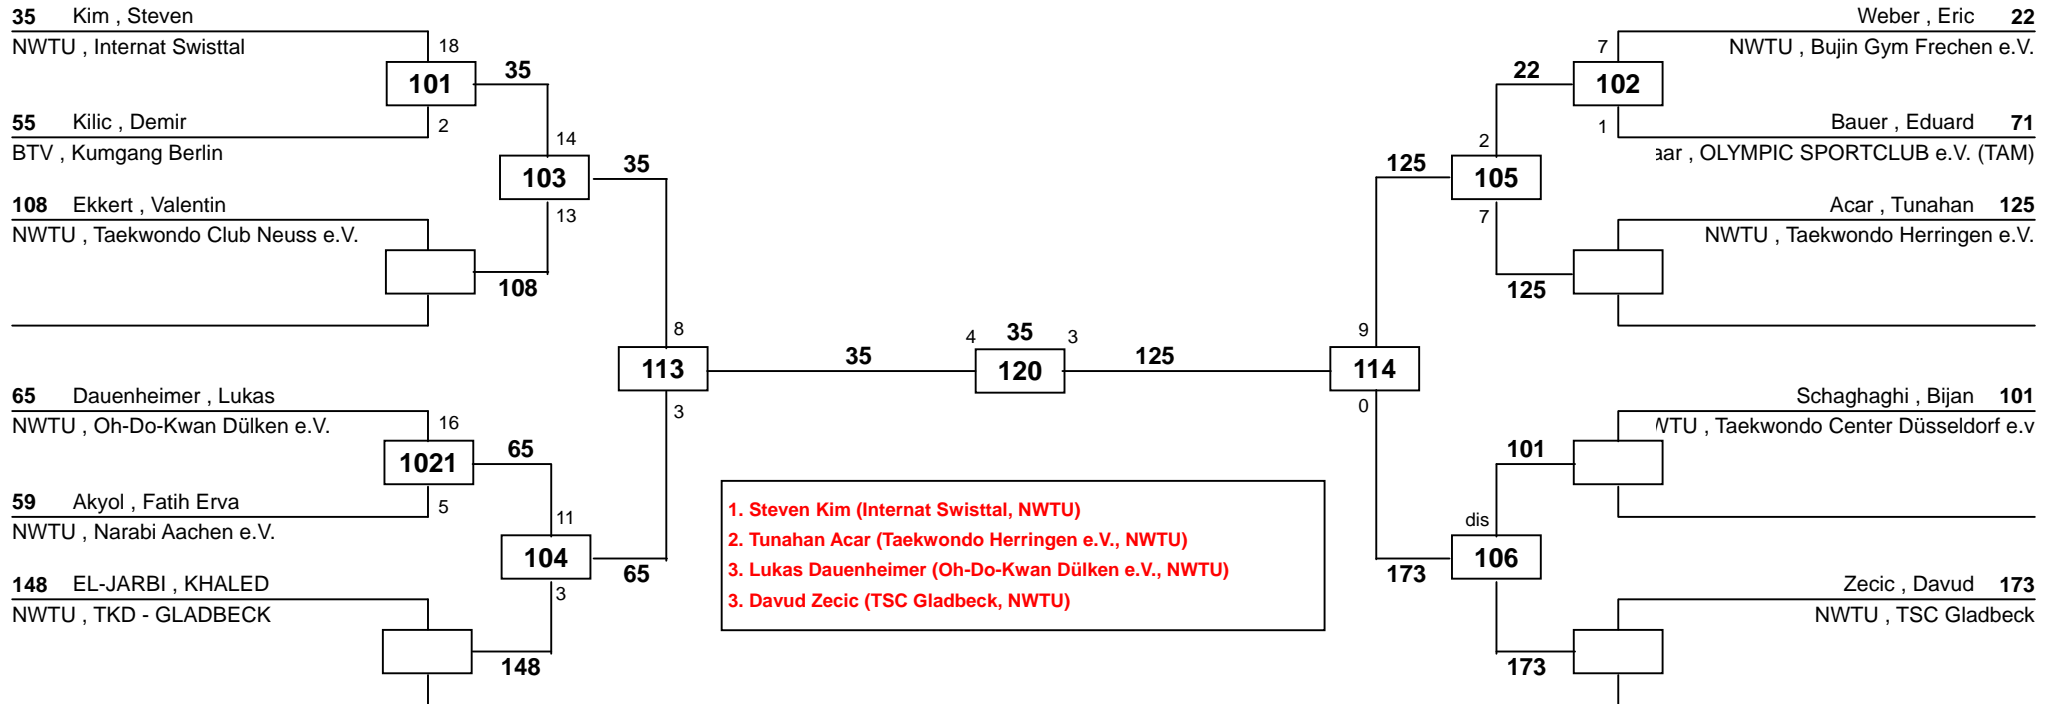 35 Kim , Steven
NWTU , Internat Swisttal
18
101
35
2
55 Kilic , Demir
BTV , Kumgang Berlin
14
103
35
13
108 Ekkert , Valentin
NWTU , Taekwondo Club Neuss e.V.
108
8
113
35
3
65 Dauenheimer , Lukas
NWTU , Oh-Do-Kwan Dülken e.V.
16
1021
65
5
59 Akyol , Fatih Erva
NWTU , Narabi Aachen e.V.
11
104
65
3
148 EL-JARBI , KHALED
NWTU , TKD - GLADBECK
148
4 35 3
120
125
Weber , Eric 22
NWTU , Bujin Gym Frechen e.V.
7
22
102
1
Bauer , Eduard 71
aar , OLYMPIC SPORTCLUB e.V. (TAM)
2
125
105
7
Acar , Tunahan 125
NWTU , Taekwondo Herringen e.V.
125
9
114
0
Schaghaghi , Bijan 101
TU , Taekwondo Center Düsseldorf e.v
101
dis
106
173
Zecic , Davud 173
NWTU , TSC Gladbeck
173
1. Steven Kim (Internat Swisttal, NWTU)
2. Tunahan Acar (Taekwondo Herringen e.V., NWTU)
3. Lukas Dauenheimer (Oh-Do-Kwan Dülken e.V., NWTU)
3. Davud Zecic (TSC Gladbeck, NWTU)